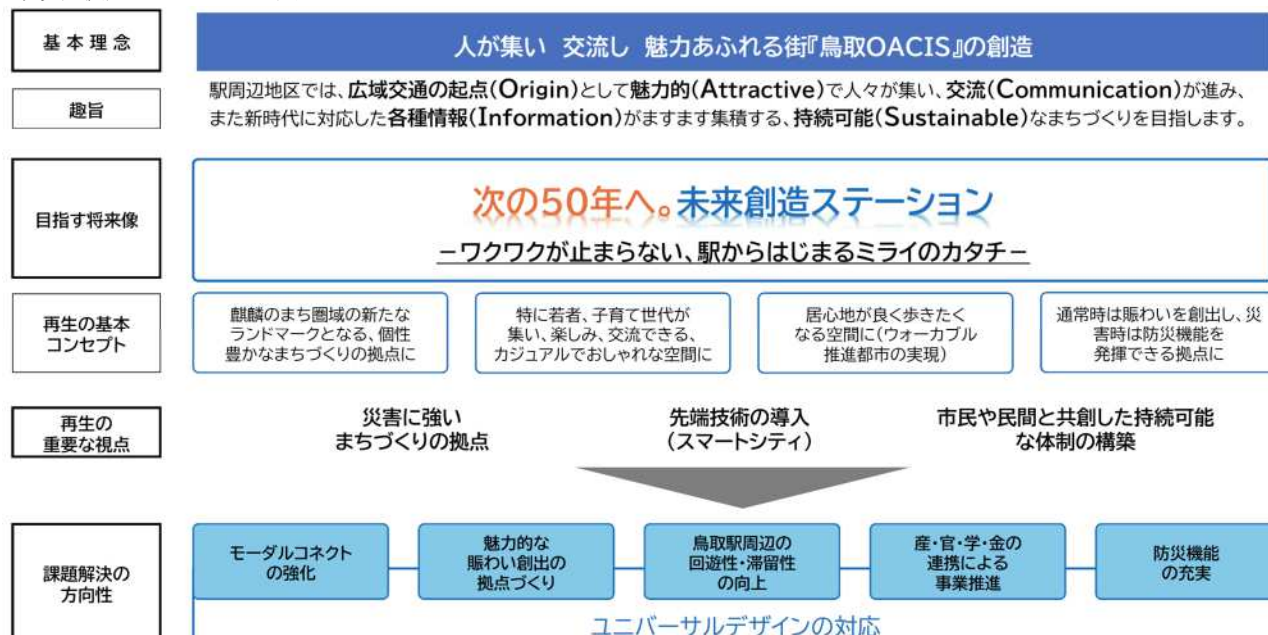 基本理念
人が集い 交流し 魅力あふれる街『鳥取OACIS』の創造
趣旨
駅周辺地区では、広域交通の起点(Origin)として魅力的(Attractive)で人々が集い、交流(Communication)が進み、
また新時代に対応した各種情報(Information)がますます集積する、持続可能(Sustainable)なまちづくりを目指します。
目指す将来像
次の50年へ。未来創造ステーション
－ワクワクが止まらない、駅からはじまるミライのカタチ－
再生の基本
コンセプト
麒麟のまち圏域の新たな
ランドマークとなる、個性
豊かなまちづくりの拠点に
特に若者、子育て世代が
集い、楽しみ、交流できる、
カジュアルでおしゃれな空間に
居心地が良く歩きたく
なる空間に(ウォーカブル
推進都市の実現)
通常時は賑わいを創出し、災
害時は防災機能を
発揮できる拠点に
再生の
重要な視点
災害に強い
まちづくりの拠点
先端技術の導入
(スマートシティ)
市民や民間と共創した持続可能
な体制の構築
課題解決の
方向性
モーダルコネクト
の強化
魅力的な
賑わい創出の
拠点づくり
鳥取駅周辺の
回遊性・滞留性
の向上
産・官・学・金の
連携による
事業推進
防災機能
の充実
ユニバーサルデザインの対応